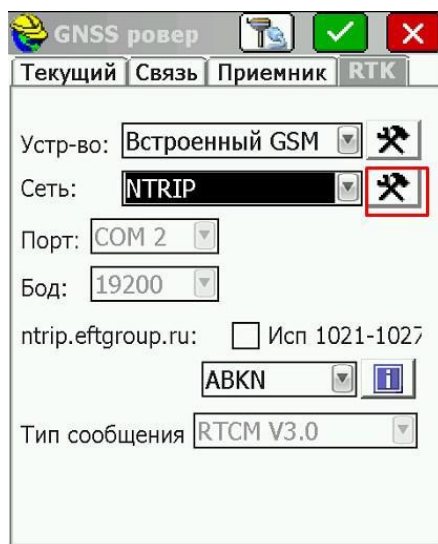 GNSS ровер
Текущий Связь Приемник RTK
Устр-во: Встроенный GSM
Сеть: NTRIP
Порт: COM 2
Бод: 19200
ntrip.eftgroup.ru: Исп 1021-1027
ABKN
Тип сообщения RTCM V3.0